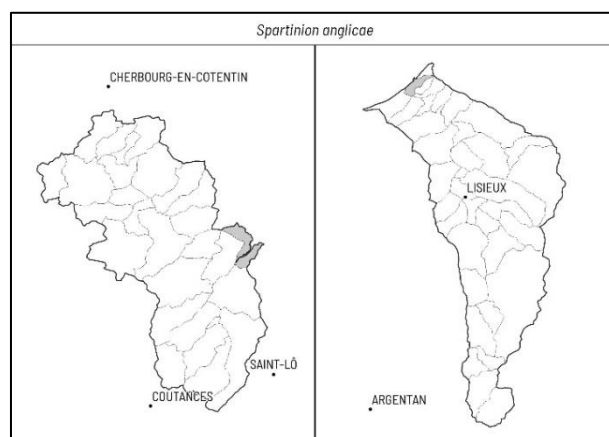 Spartinion anglicae
CHERBOURG-EN-COTENTIN
SAINT-LÔ
COUTANCES
LISIEUX
ARGENTAN